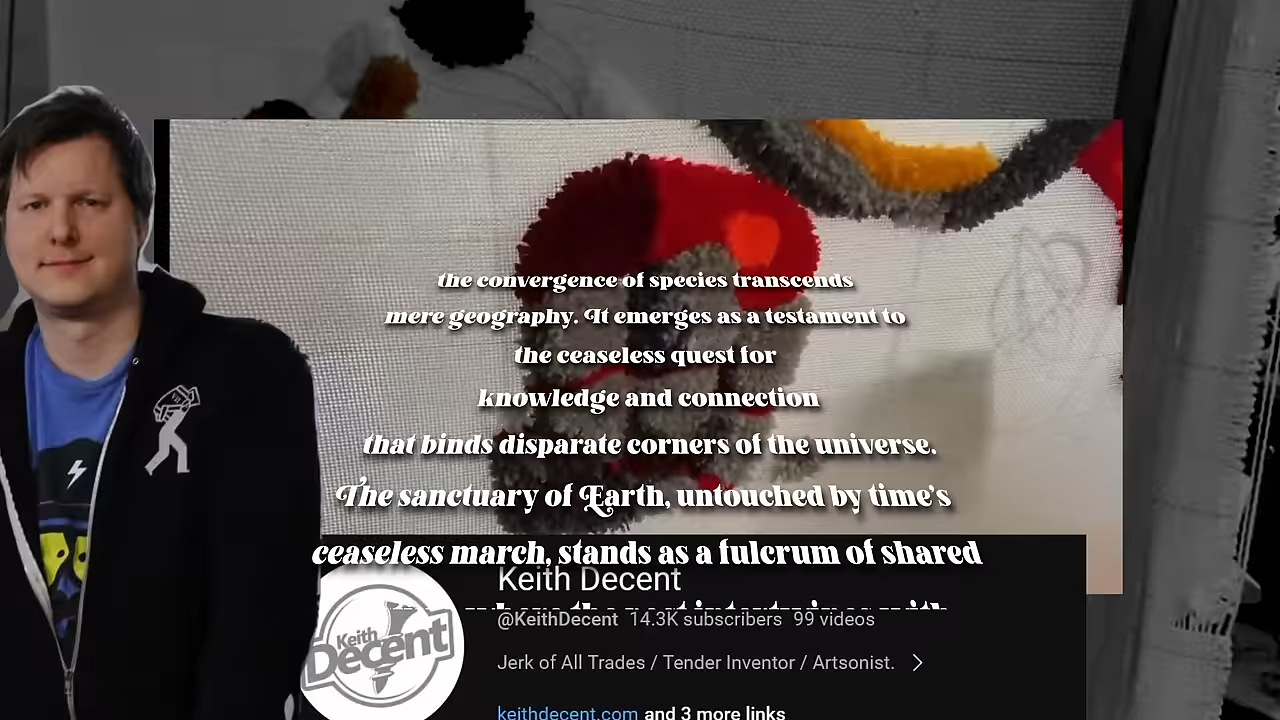 the convergence of species transcends
mere geography. It emerges as a testament to
the ceaseless quest for
knowledge and connection
that binds disparate corners of the universe.
The sanctuary of Earth, untouched by time's
ceaseless march, stands as a fulcrum of shared
Keith Decent
@KeithDecent 14.3K subscribers 99 videos
Jerk of All Trades / Tender Inventor / Artsonist.
keithdecent.com and 3 more links
Keith
Decent